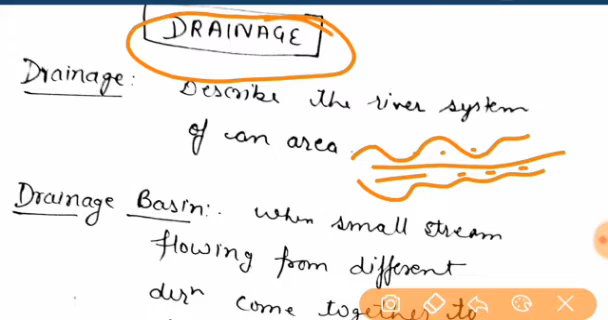 DRAINAGE
Drainage: Describe the river system
of an area.
Drainage Basin:. When small stream
flowing from different
dirn come together to